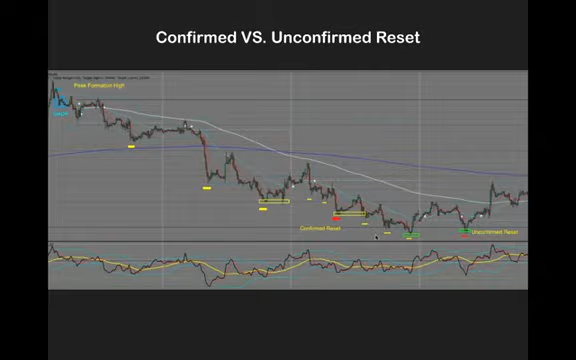 Confirmed VS. Unconfirmed Reset
Peak Formation High
Confirmed Reset
Unconfirmed Reset